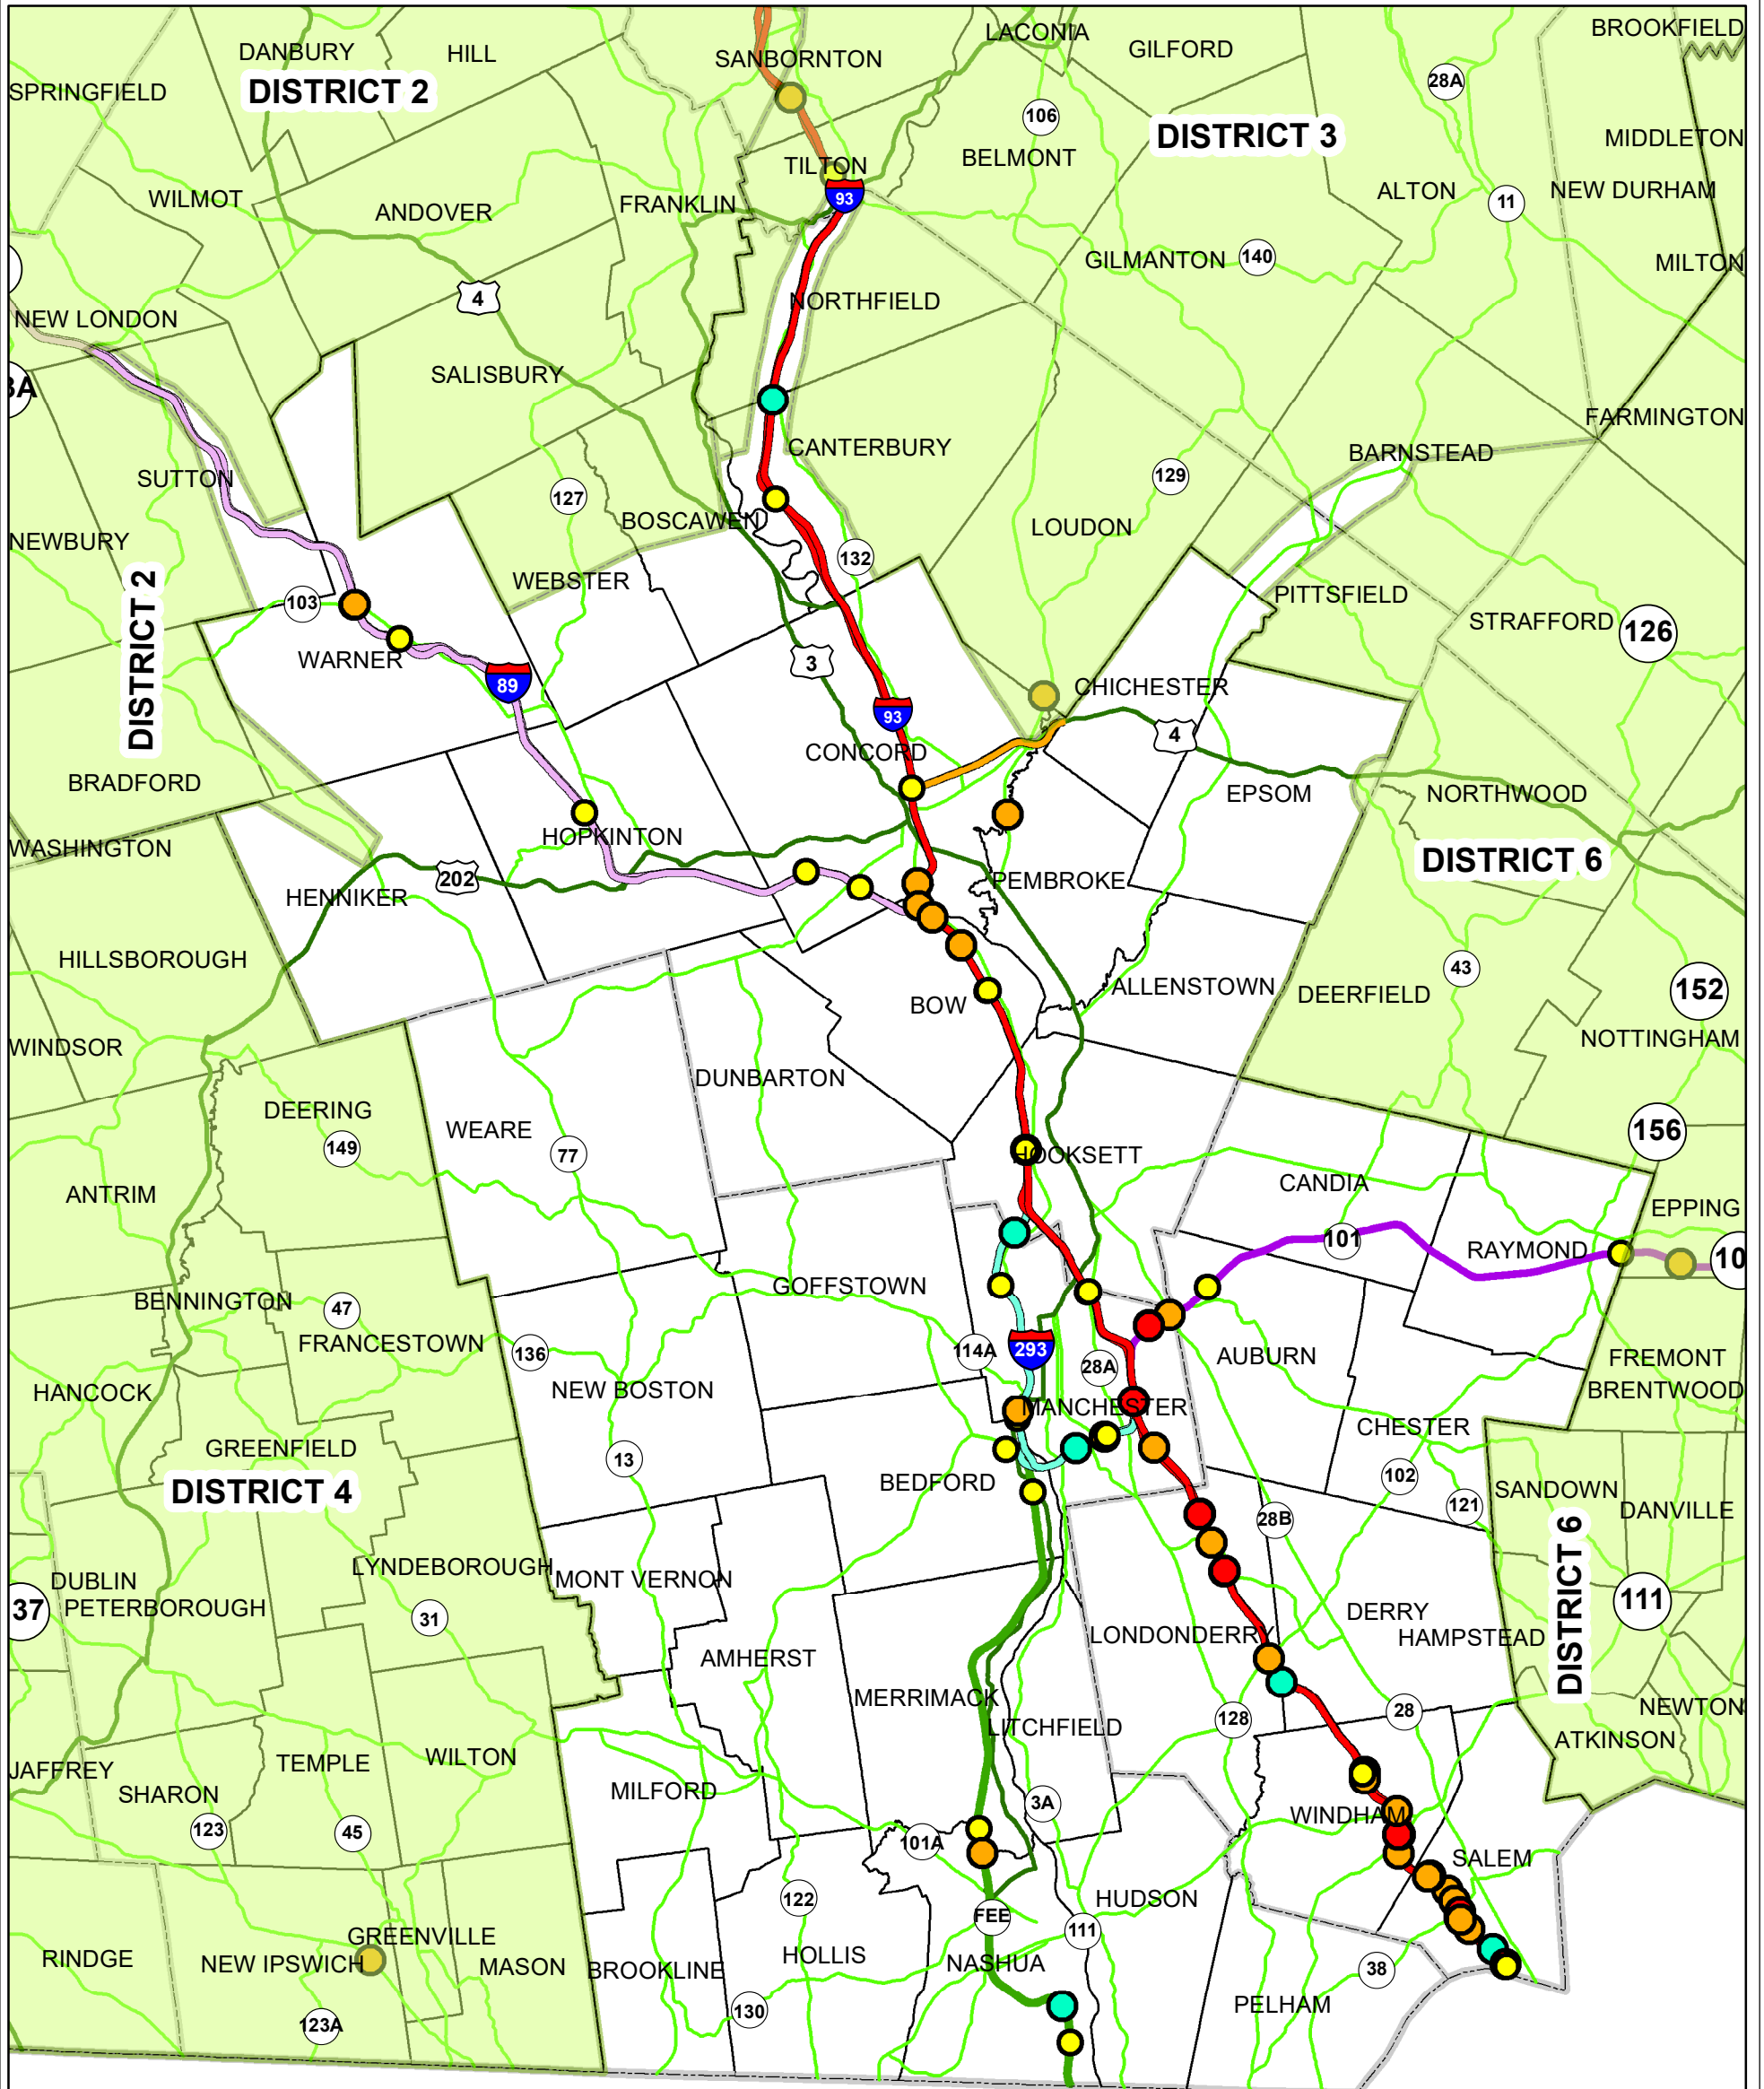 BROOKFIELD
LACONIA
DANBURY
HILL
SANBORNTON
GILFORD
SPRINGFIELD
DISTRICT 2
28A
106
DISTRICT 3
MIDDLETON
BELMONT
TILTON
93
WILMOT
ANDOVER
FRANKLIN
ALTON
11
NEW DURHAM
GILMANTON
140
MILTON
4
NORTHFIELD
NEW LONDON
SALISBURY
3A
FARMINGTON
CANTERBURY
BARNSTEAD
SUTTON
127
129
BOSCAWEN
LOUDON
NEWBURY
132
WEBSTER
DISTRICT 2
103
PITTSFIELD
STRAFFORD
126
WARNER
3
89
CHICHESTER
93
4
CONCORD
BRADFORD
EPSOM
NORTHWOOD
HOPKINTON
WASHINGTON
202
DISTRICT 6
HENNIKER
PEMBROKE
HILLSBOROUGH
43
ALLENSTOWN
DEERFIELD
152
BOW
WINDSOR
NOTTINGHAM
DUNBARTON
DEERING
WEARE
149
77
156
HOOKSETT
CANDIA
ANTRIM
EPPING
101
RAYMOND
10
GOFFSTOWN
BENNINGTON
47
FRANCESTOWN
136
114A
293
28A
AUBURN
FREMONT
HANCOCK
NEW BOSTON
BRENTWOOD
MANCHESTER
CHESTER
GREENFIELD
13
BEDFORD
102
DISTRICT 4
SANDOWN
121
DANVILLE
28B
DISTRICT 6
LYNDEBOROUGH
MONT VERNON
DUBLIN
37
PETERBOROUGH
111
31
DERRY
LONDONDERRY
HAMPSTEAD
AMHERST
MERRIMACK
NEWTON
LITCHFIELD
128
28
ATKINSON
JAFFREY
TEMPLE
WILTON
SHARON
MILFORD
3A
WINDHAM
123
45
101A
SALEM
122
HUDSON
FEE
111
GREENVILLE
RINDGE
NEW IPSWICH
MASON
BROOKLINE
HOLLIS
NASHUA
38
130
PELHAM
123A